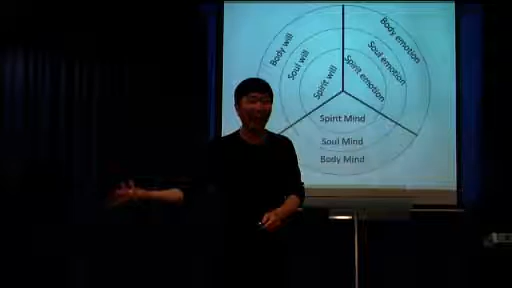 Body will
Soul will
Spirit will
Body emotion
Soul emotion
Spirit emotion
Spirit Mind
Soul Mind
Body Mind